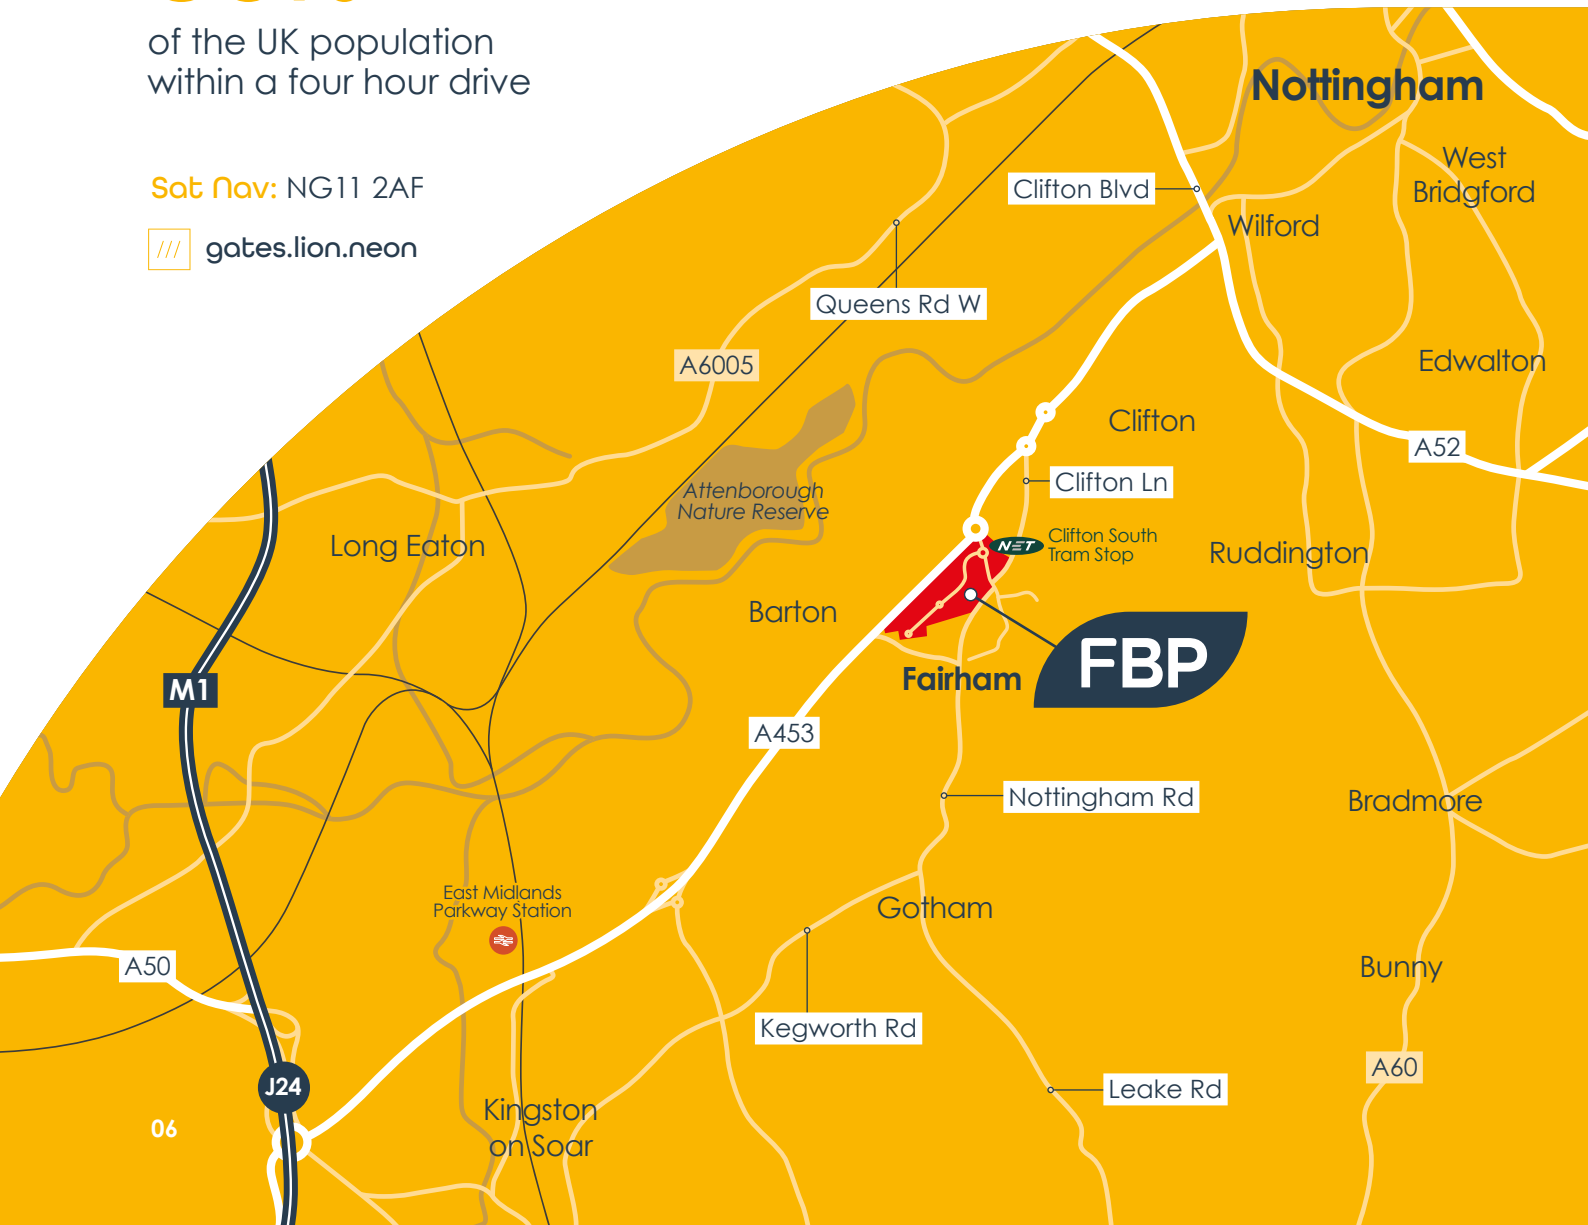 of the UK population
within a four hour drive
Sat Nav: NG11 2AF
/// gates.lion.neon
Nottingham
West
Bridgford
Clifton Blvd
Wilford
Queens Rd W
A6005
Edwalton
Clifton
A52
Clifton Ln
Attenborough
Nature Reserve
Long Eaton
NET
Clifton South
Tram Stop
Ruddington
Barton
FBP
Fairham
M1
A453
Nottingham Rd
Bradmore
East Midlands
Parkway Station
Gotham
A50
Bunny
Kegworth Rd
A60
J24
Leake Rd
Kingston
on Soar
06